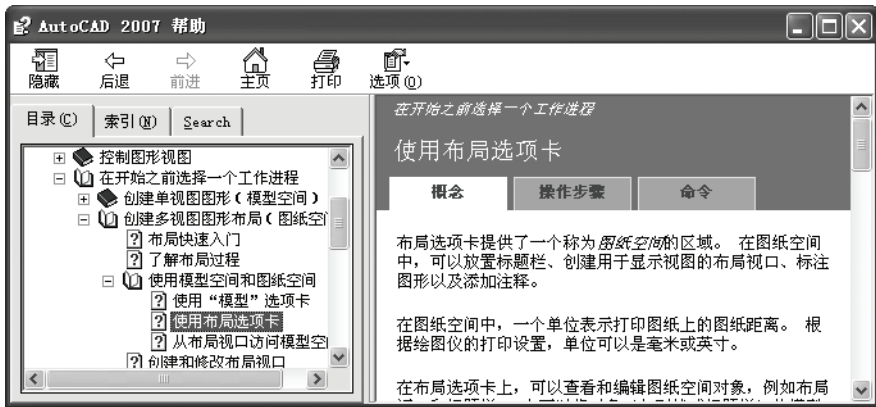 AutoCAD 2007 帮助
隐藏 后退 前进 主页 打印 选项(O)
目录(C) 索引(N) Search
控制图形视图
在开始之前选择一个工作进程
创建单视图图形(模型空间)
创建多视图图形布局(图纸空间
布局快速入门
了解布局过程
使用模型空间和图纸空间
使用“模型”选项卡
使用布局选项卡
从布局视口访问模型空间
创建和修改布局视口
在开始之前选择一个工作进程
使用布局选项卡
概念 操作步骤 命令
布局选项卡提供了一个称为图纸空间的区域。 在图纸空间
中，可以放置标题栏、创建用于显示视图的布局视口、标注
图形以及添加注释。
在图纸空间中，一个单位表示打印图纸上的图纸距离。 根
据绘图仪的打印设置，单位可以是毫米或英寸。
在布局选项卡上，可以查看和编辑图纸空间对象，例如布局